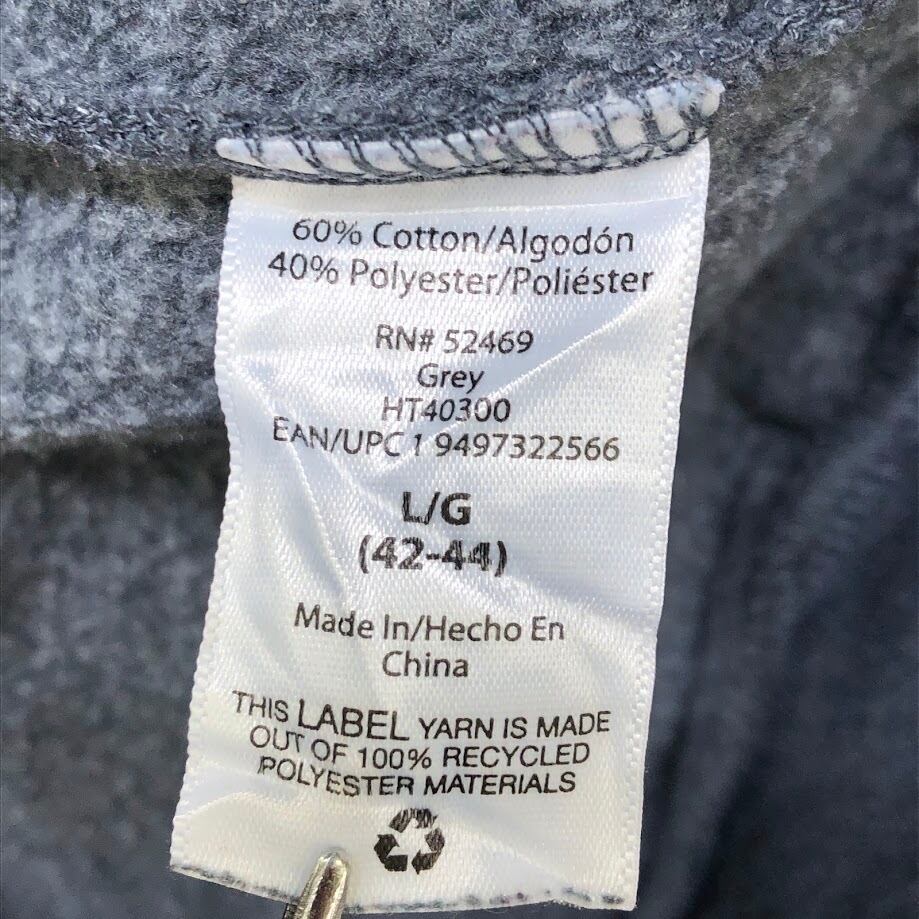 60% Cotton/Algodón
40% Polyester/Poliéster
RN# 52469
Grey
HT40300
EAN/UPC 1 9497322566
L/G
(42-44)
Made In/Hecho En
China
THIS LABEL YARN IS MADE
OUT OF 100% RECYCLED
POLYESTER MATERIALS